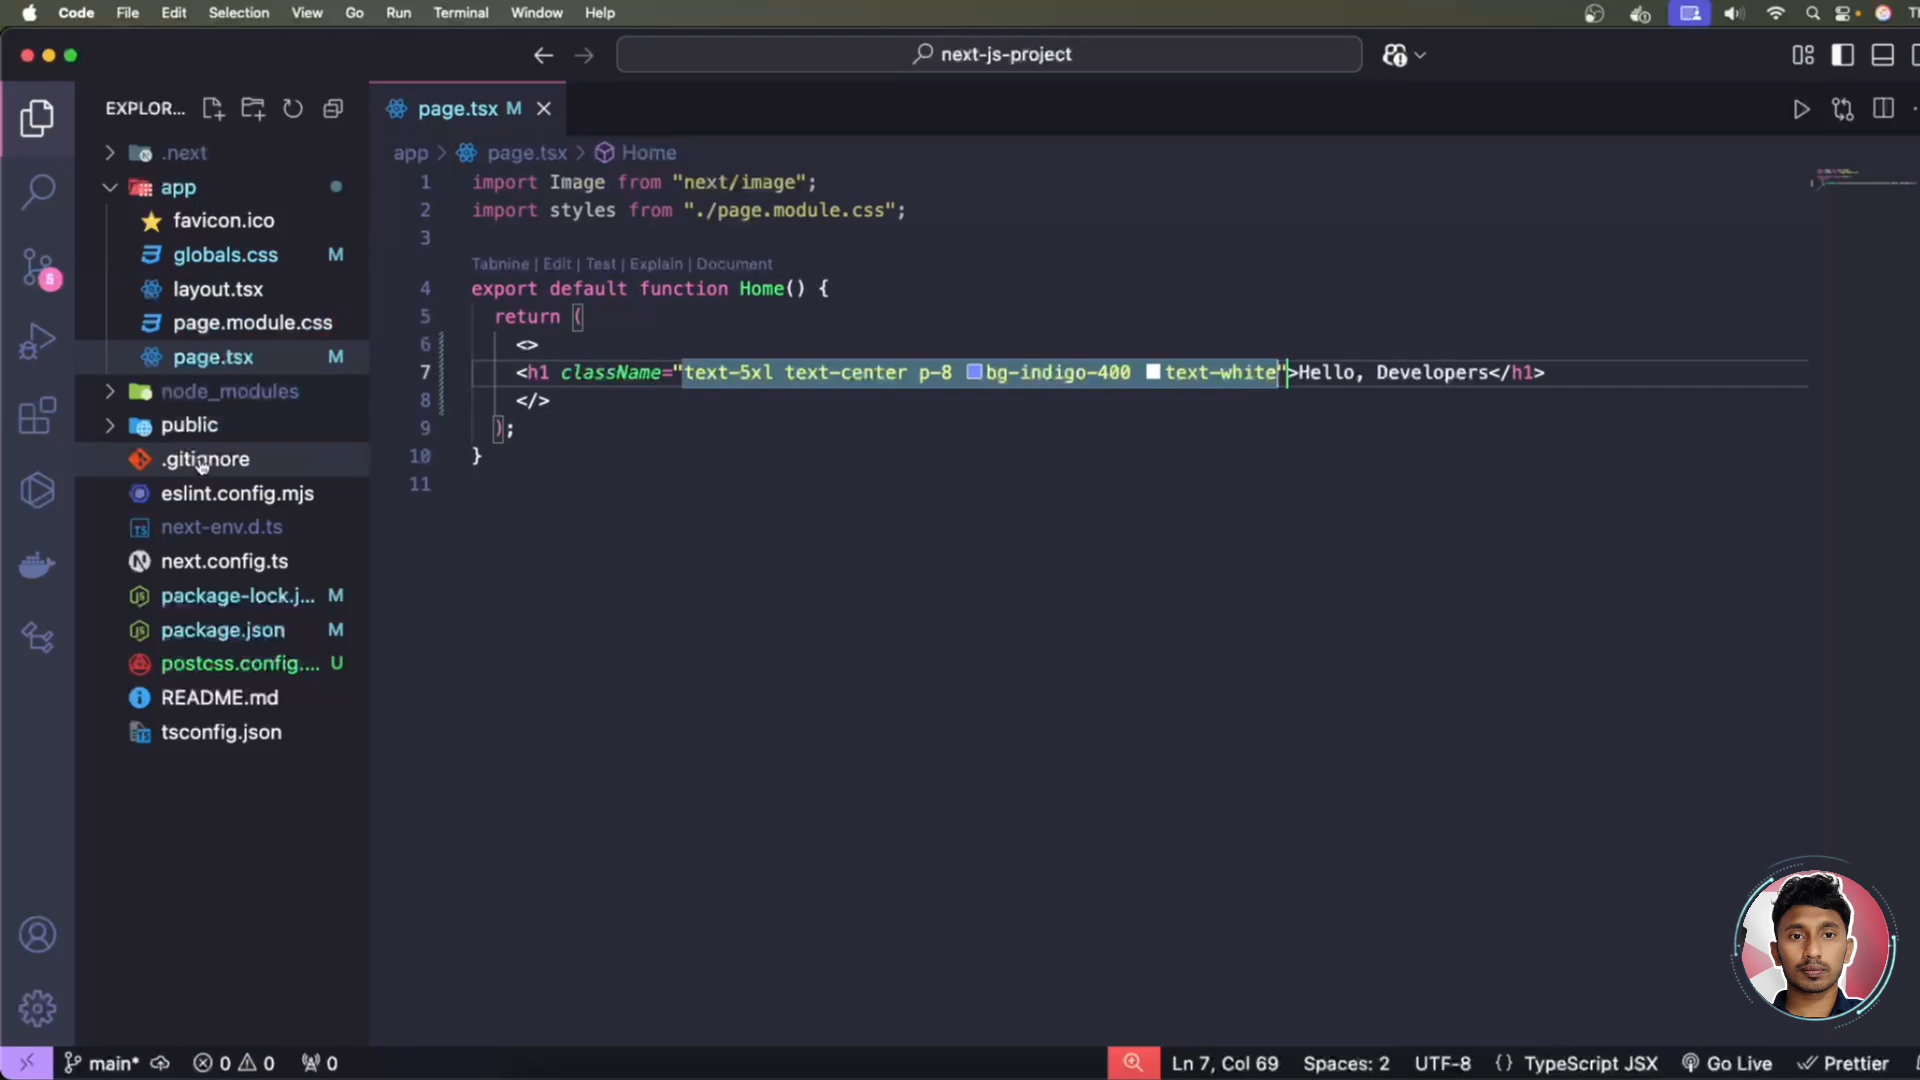 Code File Edit Selection View Go Run Terminal Window Help
next-js-project
EXPLOR...
page.tsx M
app > page.tsx > Home
.next
app
favicon.ico
globals.css M
layout.tsx
page.module.css
page.tsx M
node_modules
public
.gitignore
eslint.config.mjs
next-env.d.ts
next.config.ts
package-lock.j... M
package.json M
postcss.config.... U
README.md
tsconfig.json
6
1 import Image from "next/image";
2 import styles from "./page.module.css";
3
Tabnine | Edit | Test | Explain | Document
4 export default function Home() {
5 return (
6 <>
7 <h1 className="text-5xl text-center p-8 bg-indigo-400 text-white">Hello, Developers</h1>
8 </>
9 );
10 }
11
main* 0 0 0
Ln 7, Col 69 Spaces: 2 UTF-8 {} TypeScript JSX Go Live Prettier